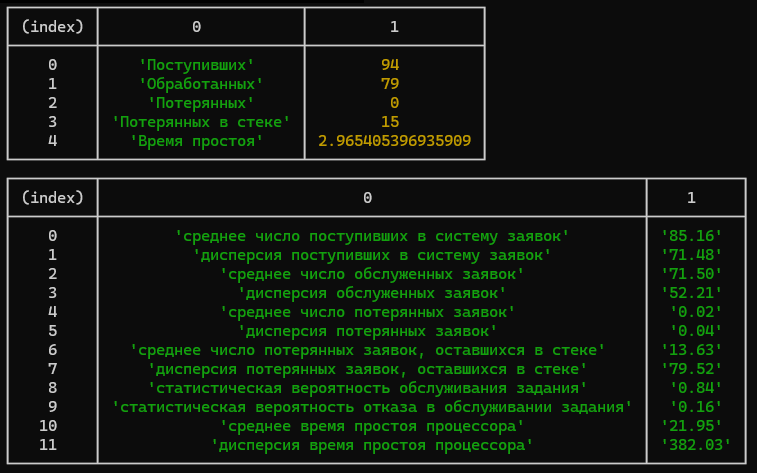 (index) 0 1
0 'Поступивших' 94
1 'Обработанных' 79
2 'Потерянных' 0
3 'Потерянных в стеке' 15
4 'Время простоя' 2.965405396935909
(index) 0 1
0 'среднее число поступивших в систему заявок' '85.16'
1 'дисперсия поступивших в систему заявок' '71.48'
2 'среднее число обслуженных заявок' '71.50'
3 'дисперсия обслуженных заявок' '52.21'
4 'среднее число потерянных заявок' '0.02'
5 'дисперсия потерянных заявок' '0.04'
6 'среднее число потерянных заявок, оставшихся в стеке' '13.63'
7 'дисперсия потерянных заявок, оставшихся в стеке' '79.52'
8 'статистическая вероятность обслуживания задания' '0.84'
9 'статистическая вероятность отказа в обслуживании задания' '0.16'
10 'среднее время простоя процессора' '21.95'
11 'дисперсия время простоя процессора' '382.03'